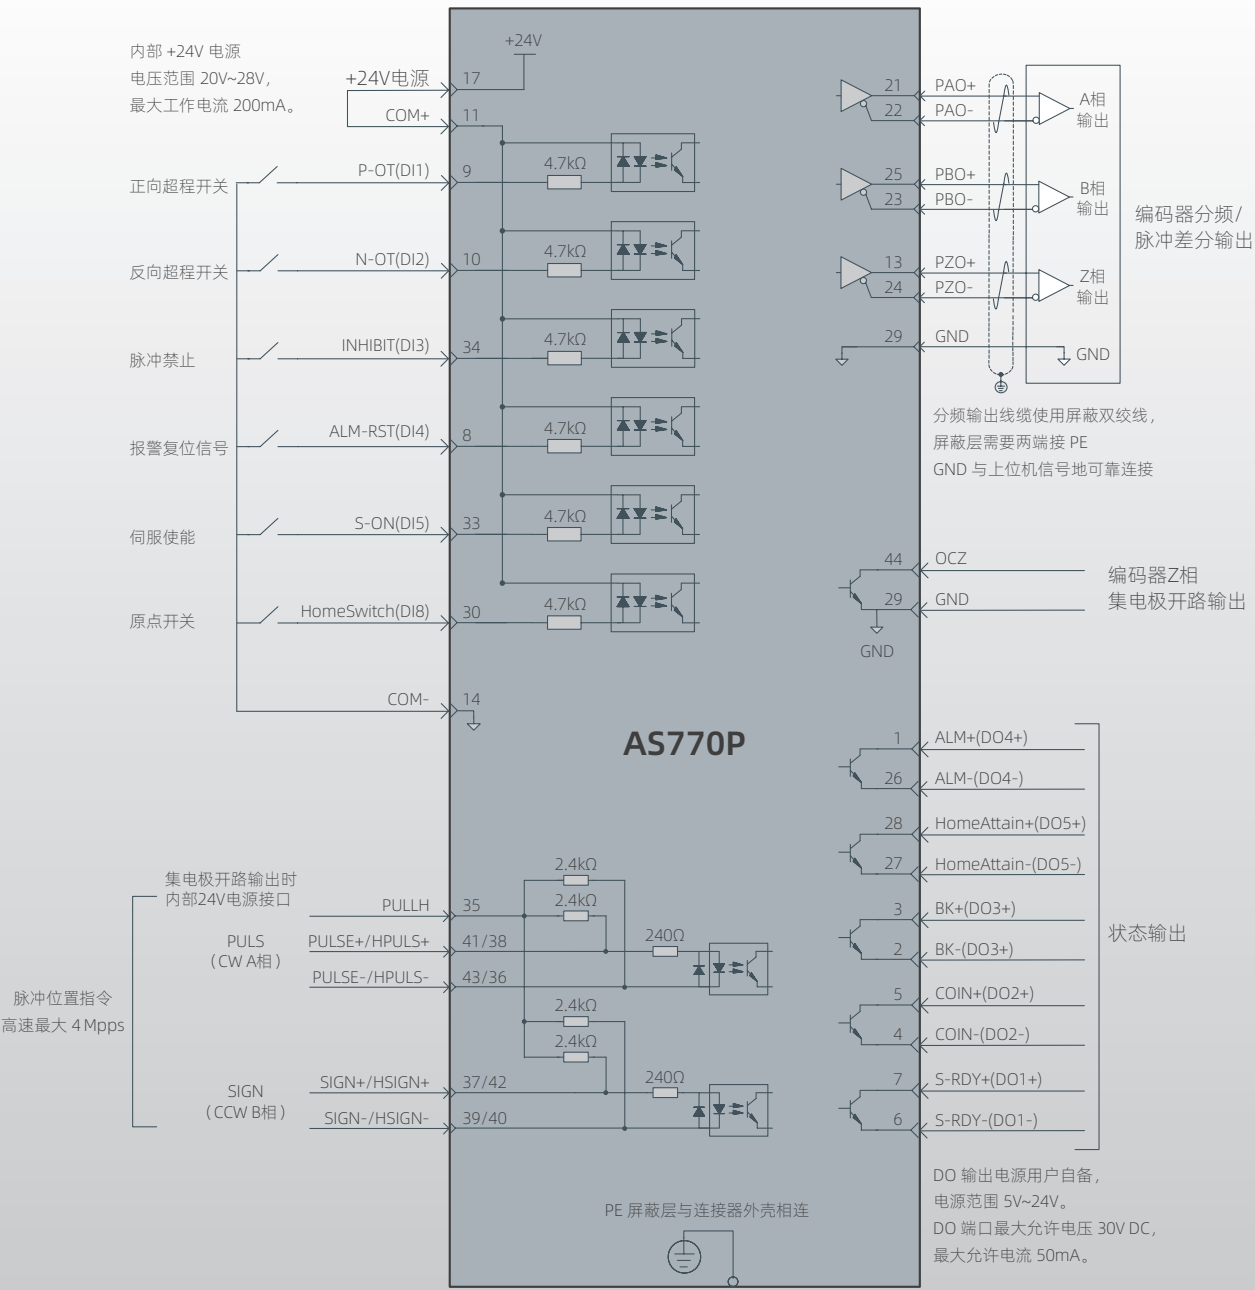 内部 +24V 电源
电压范围 20V~28V，
最大工作电流 200mA。
+24V电源
17
+24V
COM+
11
正向超程开关
P-OT(DI1)
9
4.7kΩ
反向超程开关
N-OT(DI2)
10
4.7kΩ
脉冲禁止
INHIBIT(DI3)
34
4.7kΩ
报警复位信号
ALM-RST(DI4)
8
4.7kΩ
伺服使能
S-ON(DI5)
33
4.7kΩ
原点开关
HomeSwitch(DI8)
30
4.7kΩ
COM-
14
AS770P
集电极开路输出时
内部24V电源接口
PULLH
35
2.4kΩ
2.4kΩ
PULS
（CW A相）
PULSE+/HPULS+
41/38
240Ω
PULSE-/HPULS-
43/36
脉冲位置指令
高速最大 4 Mpps
2.4kΩ
2.4kΩ
SIGN
（CCW B相）
SIGN+/HSIGN+
37/42
240Ω
SIGN-/HSIGN-
39/40
PE 屏蔽层与连接器外壳相连
21
PAO+
22
PAO-
A相
输出
25
PBO+
23
PBO-
B相
输出
13
PZO+
24
PZO-
Z相
输出
29
GND
GND
编码器分频/
脉冲差分输出
分频输出线缆使用屏蔽双绞线，
屏蔽层需要两端接 PE
GND 与上位机信号地可靠连接
44
OCZ
29
GND
GND
编码器Z相
集电极开路输出
1
ALM+(DO4+)
26
ALM-(DO4-)
28
HomeAttain+(DO5+)
27
HomeAttain-(DO5-)
3
BK+(DO3+)
2
BK-(DO3+)
5
COIN+(DO2+)
4
COIN-(DO2-)
7
S-RDY+(DO1+)
6
S-RDY-(DO1-)
状态输出
DO 输出电源用户自备，
电源范围 5V~24V。
DO 端口最大允许电压 30V DC，
最大允许电流 50mA。